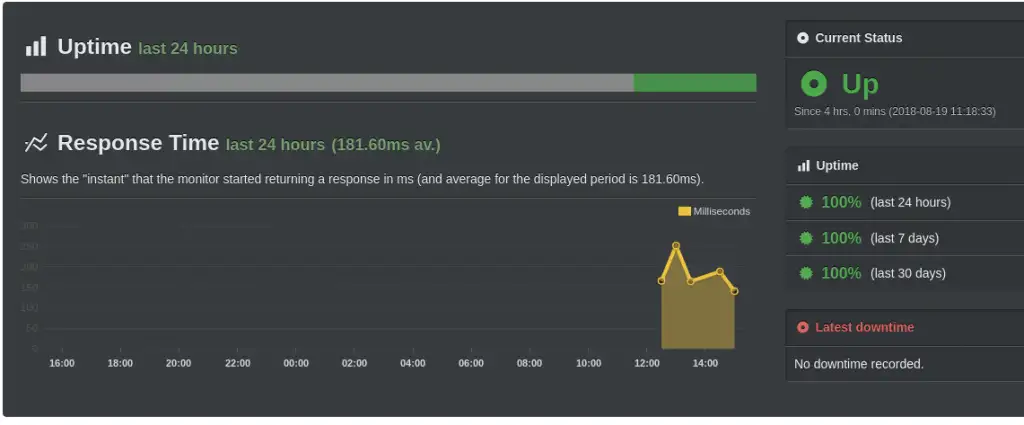 Uptime last 24 hours
Response Time last 24 hours (181.60ms av.)
Shows the "instant" that the monitor started returning a response in ms (and average for the displayed period is 181.60ms).
Milliseconds
300
250
200
150
100
50
0
16:00 18:00 20:00 22:00 00:00 02:00 04:00 06:00 08:00 10:00 12:00 14:00
Current Status
Up
Since 4 hrs, 0 mins (2018-08-19 11:18:33)
Uptime
100% (last 24 hours)
100% (last 7 days)
100% (last 30 days)
Latest downtime
No downtime recorded.